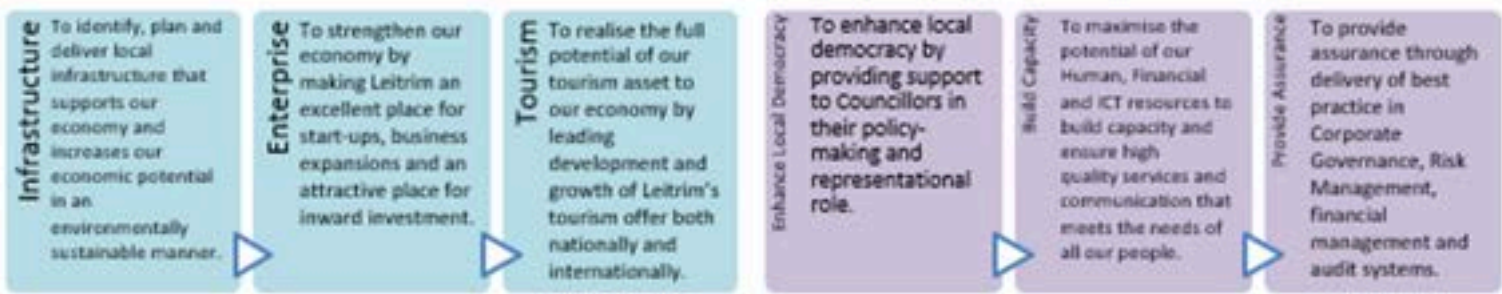 Infrastructure
To identify, plan and
deliver local
infrastructure that
supports our
economy and
increases our
economic potential
in an
environmentally
sustainable manner.
Enterprise
To strengthen our
economy by
making Leitrim an
excellent place for
start-ups, business
expansions and an
attractive place for
inward investment.
Tourism
To realise the full
potential of our
tourism asset to
our economy by
leading
development and
growth of Leitrim's
tourism offer both
nationally and
internationally.
Enhance Local Democracy
To enhance local
democracy by
providing support
to Councillors in
their policy-
making and
representational
role.
Build Capacity
To maximise the
potential of our
Human, Financial
and ICT resources to
build capacity and
ensure high
quality services and
communication that
meets the needs of
all our people.
Provide Assurance
To provide
assurance through
delivery of best
practice in
Corporate
Governance, Risk
Management,
financial
management and
audit systems.